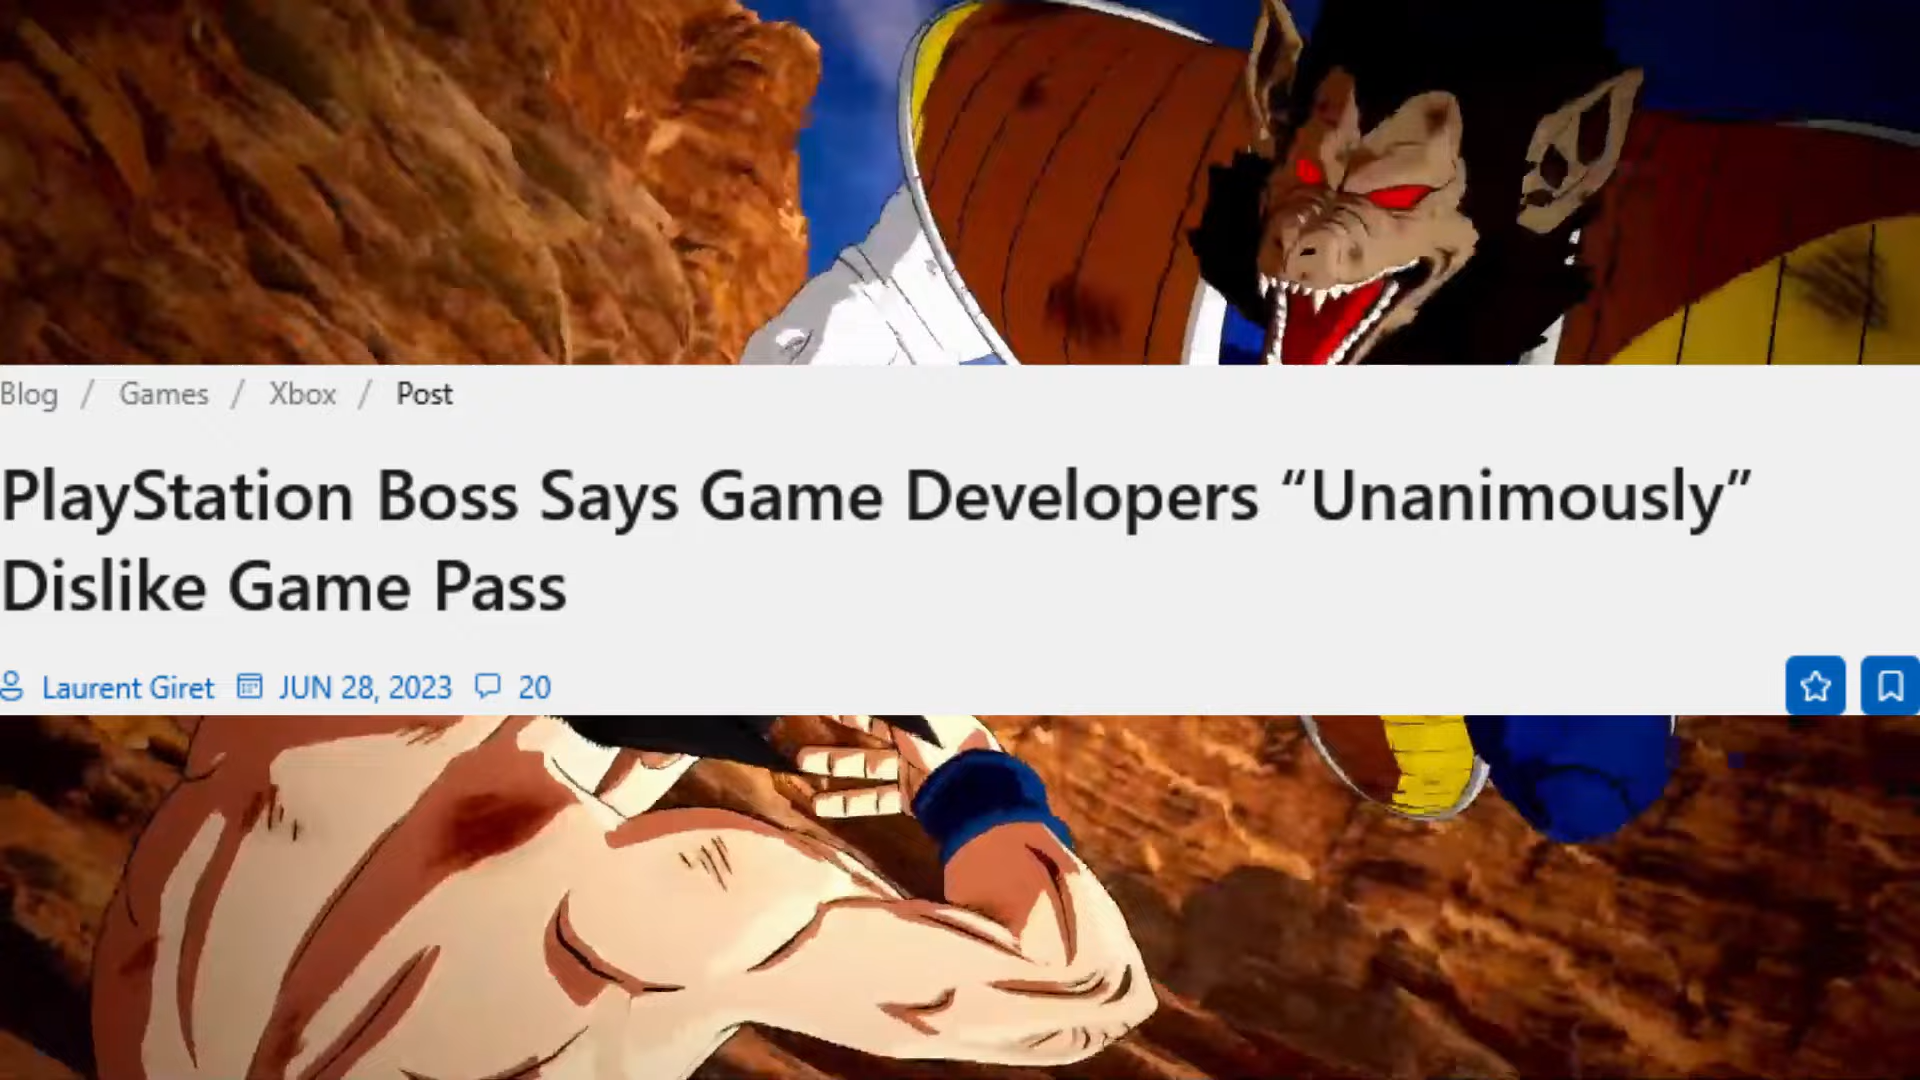 Blog / Games / Xbox / Post
PlayStation Boss Says Game Developers “Unanimously”
Dislike Game Pass
Laurent Giret JUN 28, 2023 20